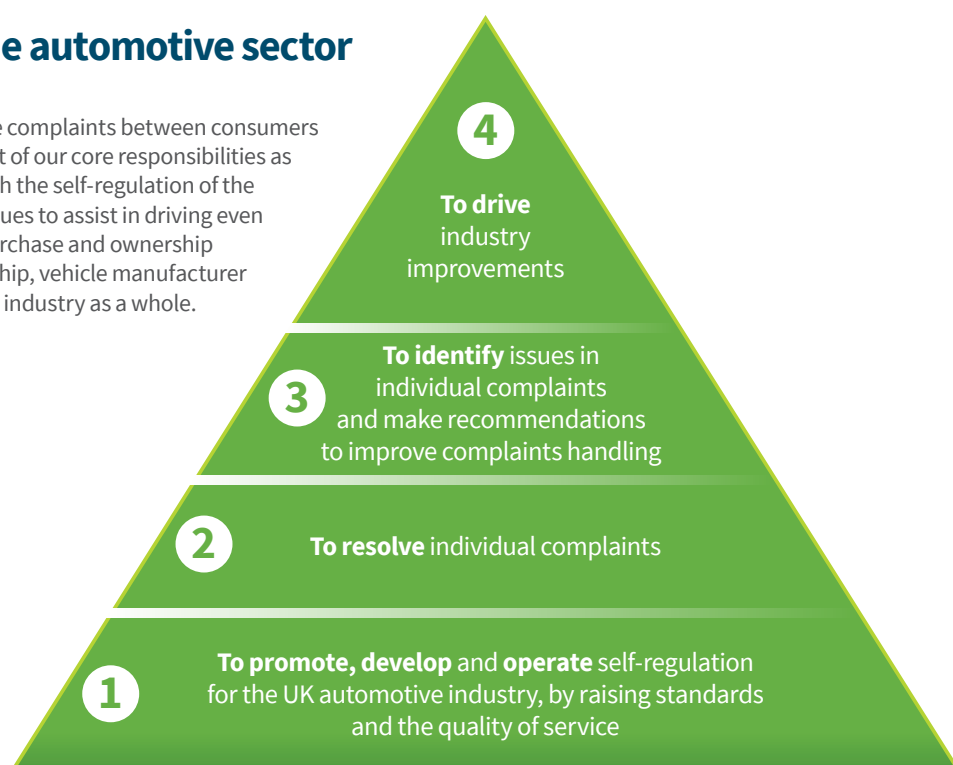 e automotive sector
e complaints between consumers
t of our core responsibilities as
h the self-regulation of the
ues to assist in driving even
rchase and ownership
hip, vehicle manufacturer
industry as a whole.
4
To drive
industry
improvements
3
To identify issues in
individual complaints
and make recommendations
to improve complaints handling
2
To resolve individual complaints
1
To promote, develop and operate self-regulation
for the UK automotive industry, by raising standards
and the quality of service